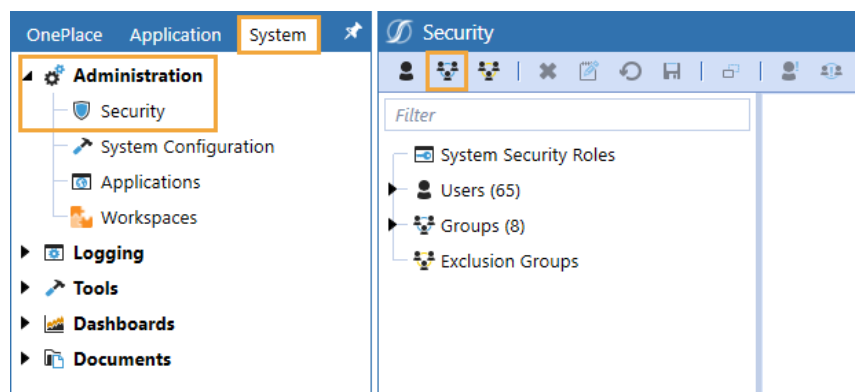 OnePlace Application System
Administration
Security
System Configuration
Applications
Workspaces
Logging
Tools
Dashboards
Documents
Security
Filter
System Security Roles
Users (65)
Groups (8)
Exclusion Groups